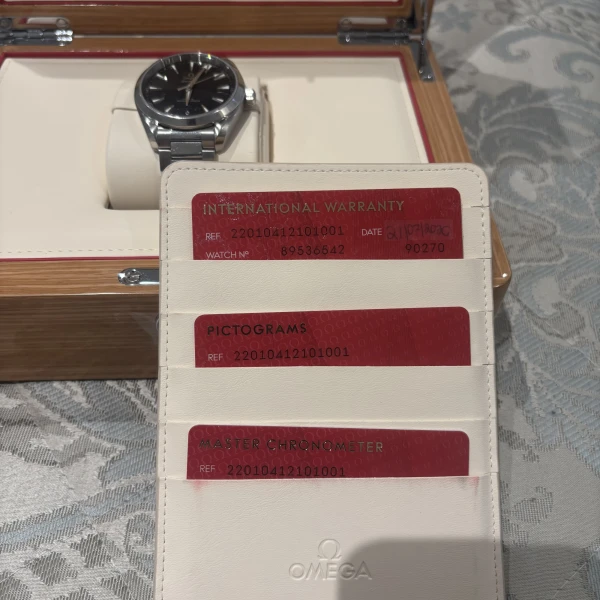 INTERNATIONAL WARRANTY
REF. 22010412101001 DATE
WATCH Nº 89536542 90270
PICTOGRAMS
REF. 22010412101001
MASTER CHRONOMETER
REF. 22010412101001
Ω
OMEGA